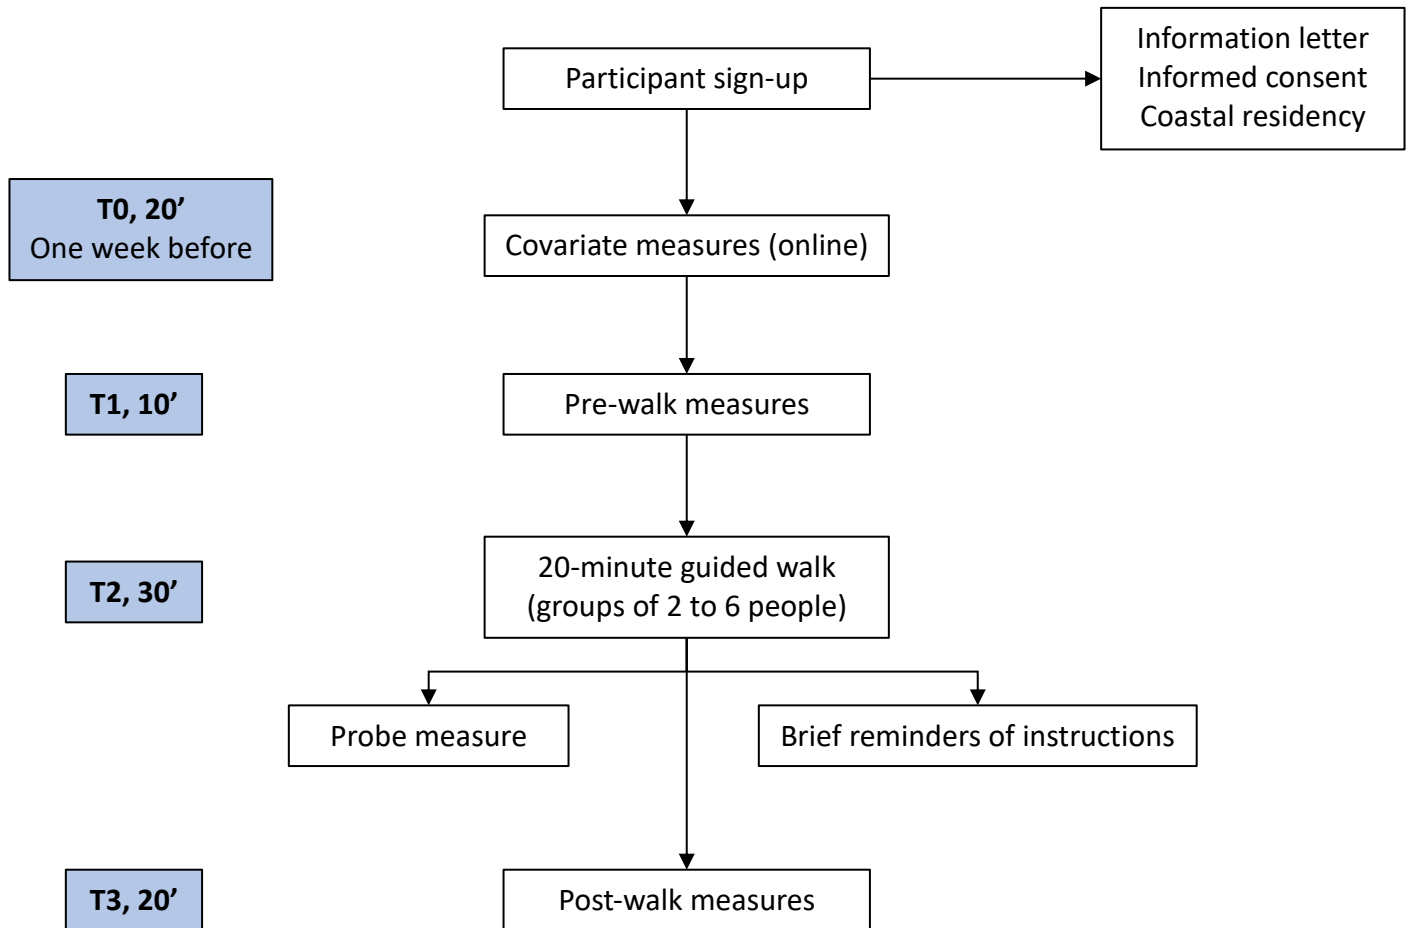 Participant sign-up
Information letter
Informed consent
Coastal residency
T0, 20’
One week before
Covariate measures (online)
T1, 10’
Pre-walk measures
T2, 30’
20-minute guided walk
(groups of 2 to 6 people)
Probe measure
Brief reminders of instructions
T3, 20’
Post-walk measures